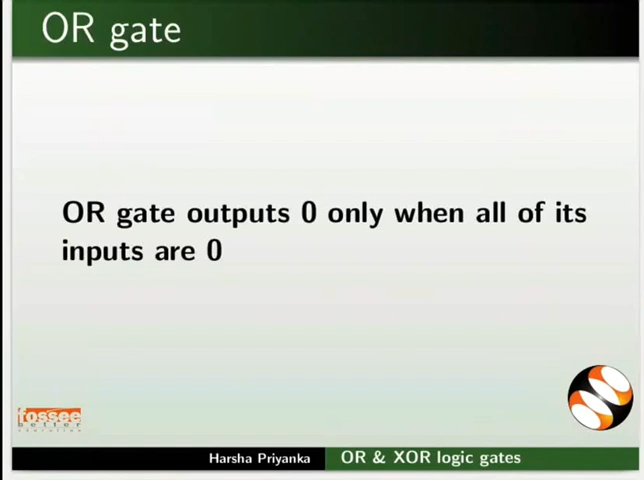 OR gate
OR gate outputs 0 only when all of its
inputs are 0
fossee
Harsha Priyanka
OR & XOR logic gates